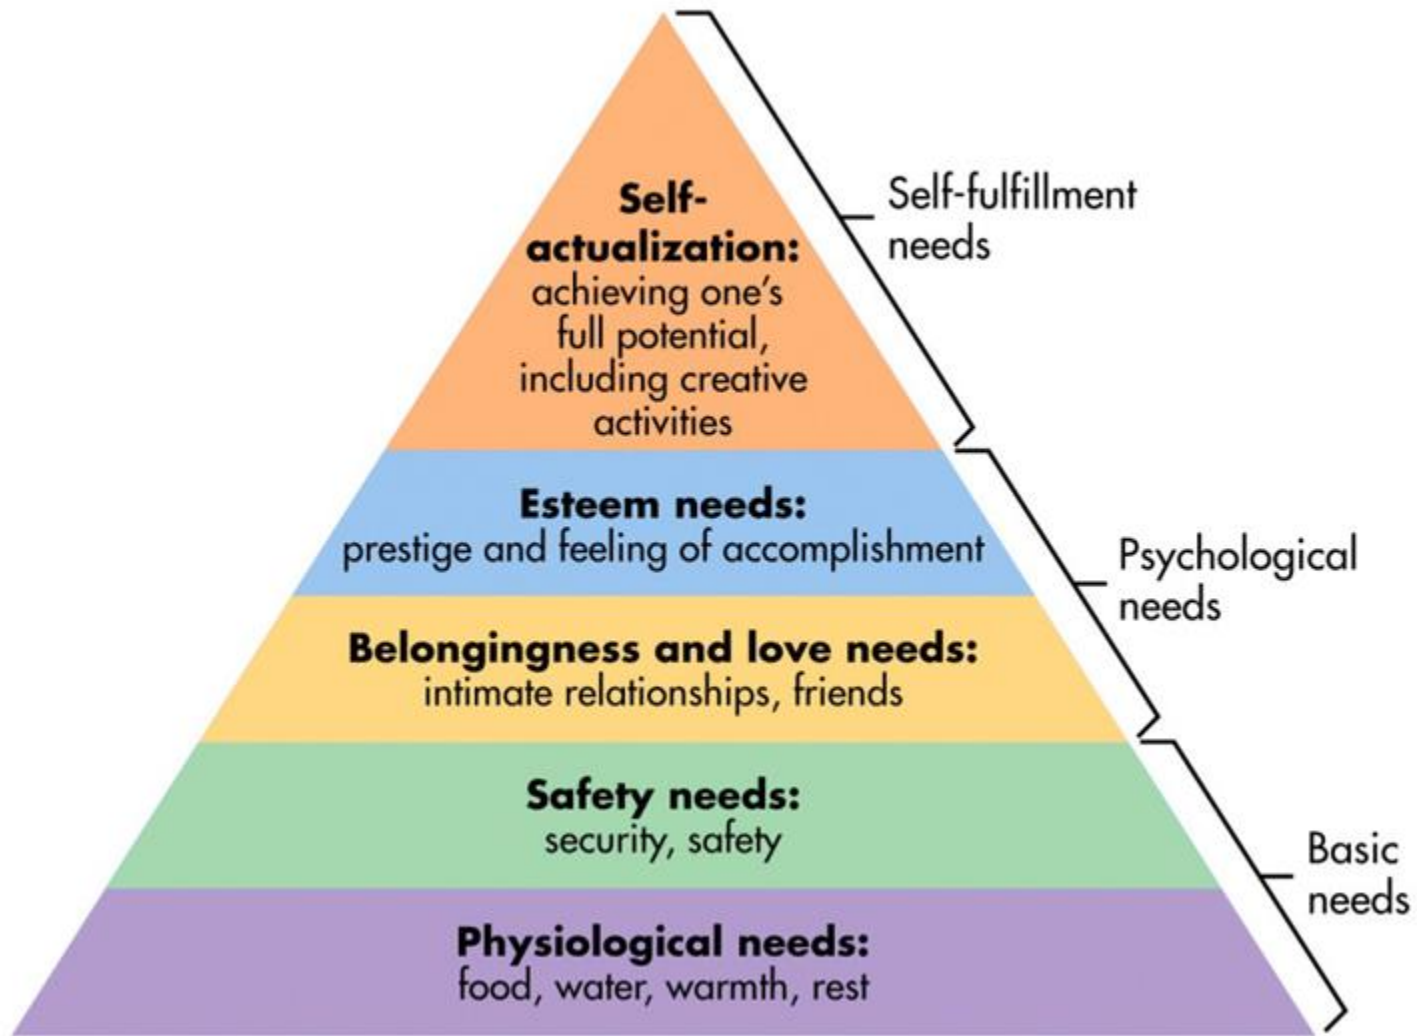 Self-
actualization:
achieving one's
full potential,
including creative
activities
Self-fulfillment
needs
Esteem needs:
prestige and feeling of accomplishment
Psychological
needs
Belongingness and love needs:
intimate relationships, friends
Safety needs:
security, safety
Basic
needs
Physiological needs:
food, water, warmth, rest